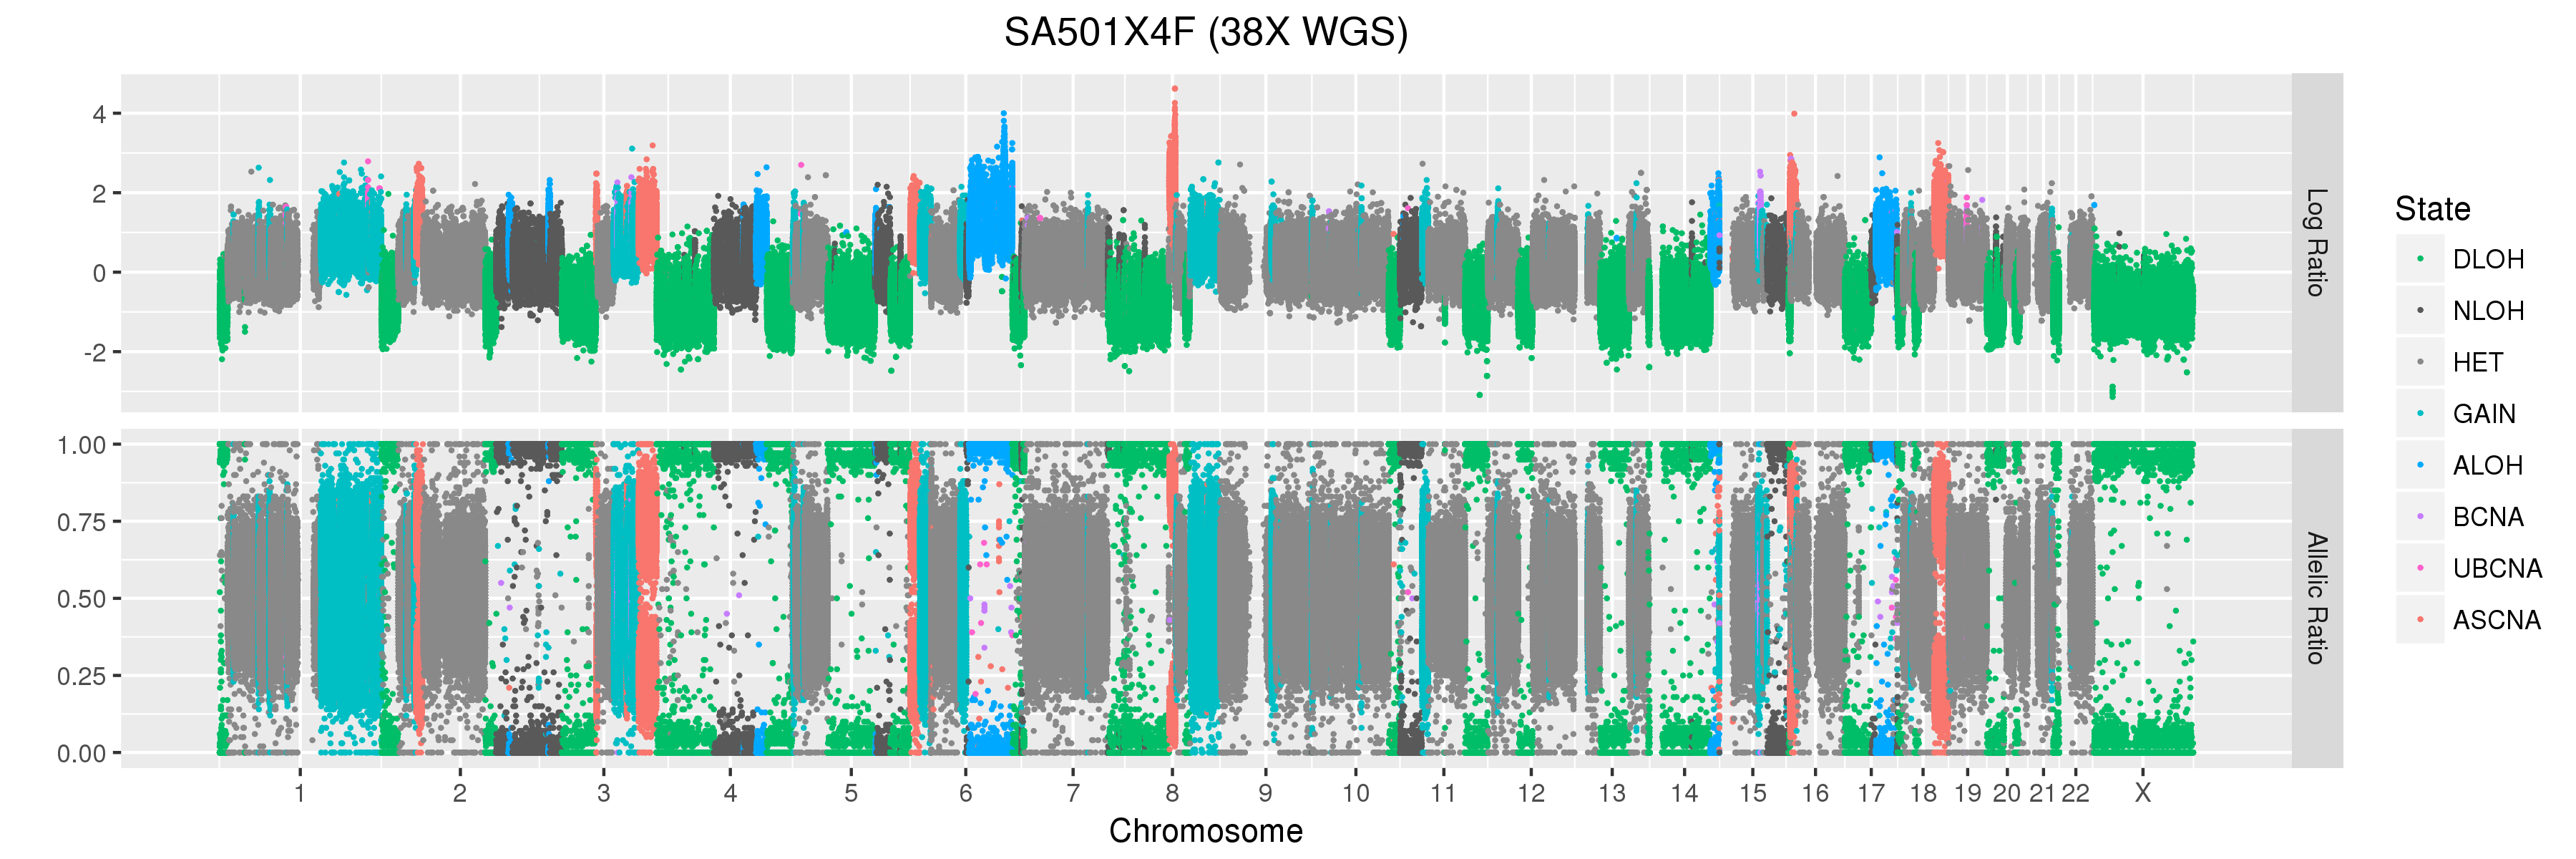 SA501X4F (38X WGS)
4
2
0
-2
Log Ratio
1.00
0.75
0.50
0.25
0.00
Allelic Ratio
1 2 3 4 5 6 7 8 9 10 11 12 13 14 15 16 17 18 19 20 21 22 X
Chromosome
State
DLOH
NLOH
HET
GAIN
ALOH
BCNA
UBCNA
ASCNA